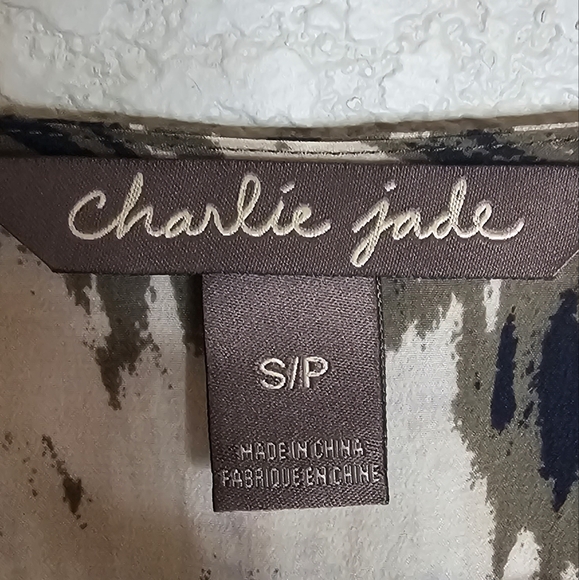 charlie jade
S/P
MADE IN CHINA
FABRIQUE EN CHINE